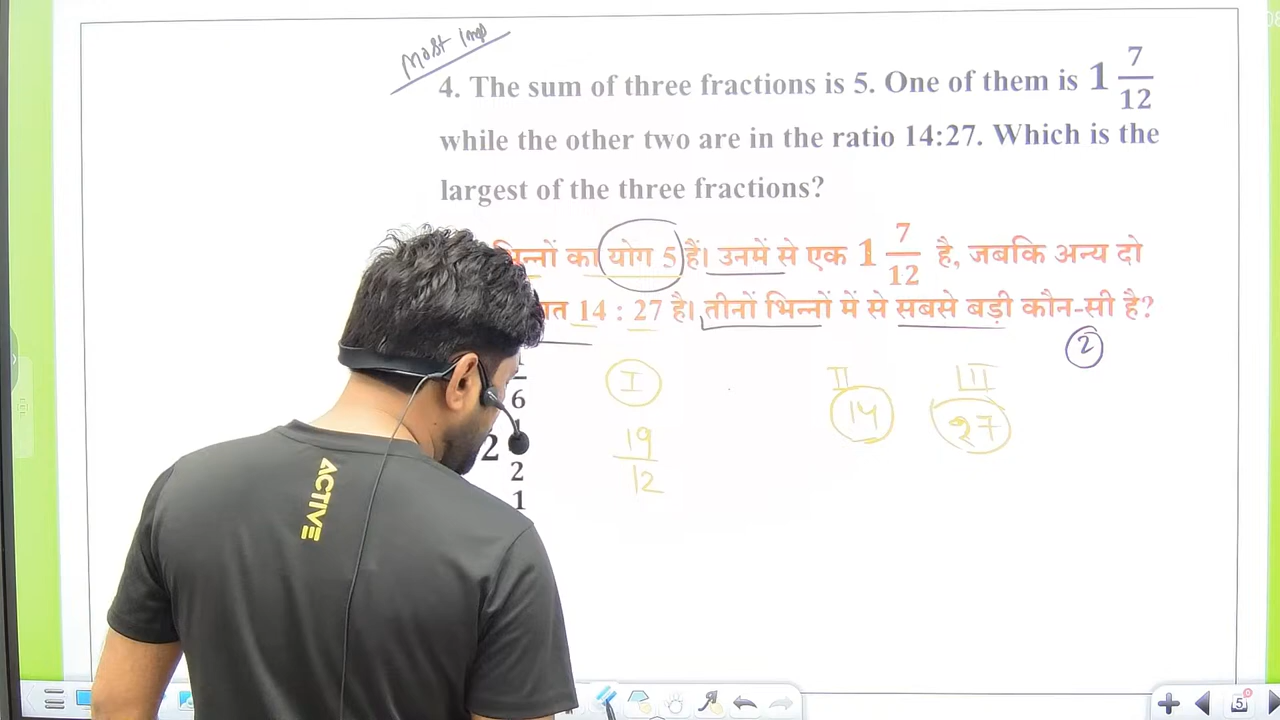 Most Imp
4. The sum of three fractions is 5. One of them is 1 7/12
while the other two are in the ratio 14:27. Which is the
largest of the three fractions?
का योग 5 हैं। उनमें से एक 1 7/12 है, जबकि अन्य दो
14 : 27 है। तीनों भिन्नों में से सबसे बड़ी कौन-सी है?
2
I II III
6
14 27
19/12
2
2
1
ACTIVE
5